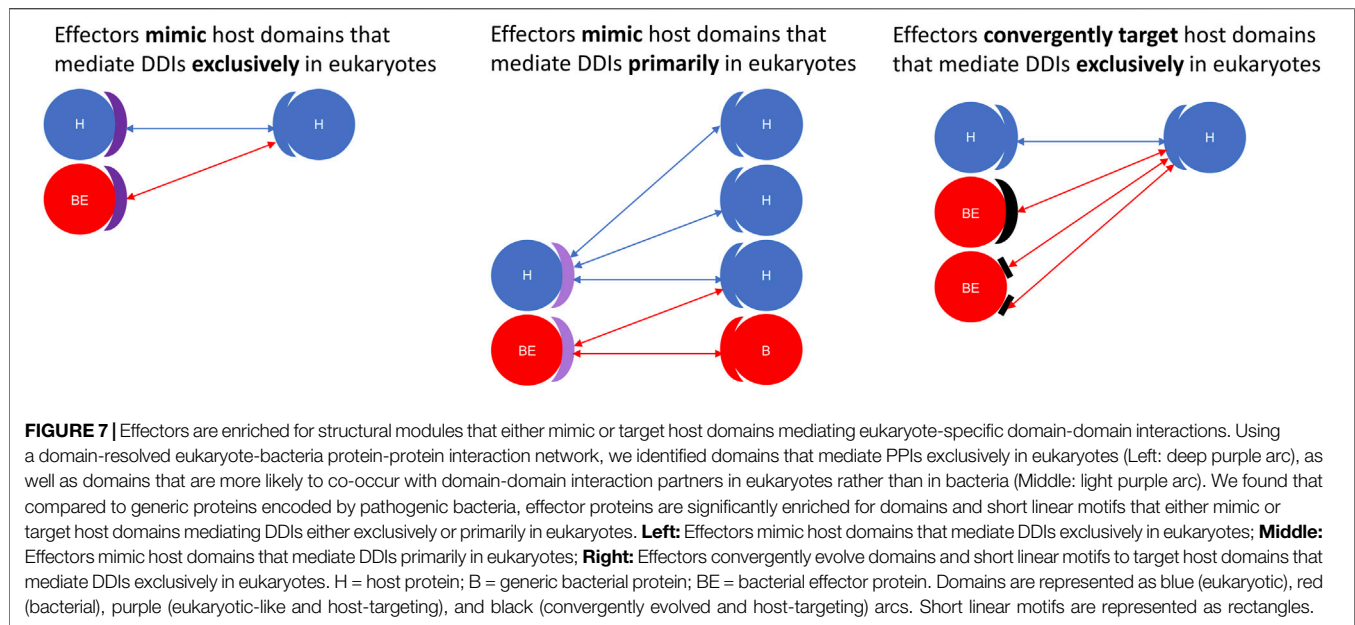 Effectors mimic host domains that
mediate DDIs exclusively in eukaryotes
H
H
BE
Effectors mimic host domains that
mediate DDIs primarily in eukaryotes
H
H
H
H
BE
B
Effectors convergently target host domains
that mediate DDIs exclusively in eukaryotes
H
H
BE
BE
FIGURE 7 | Effectors are enriched for structural modules that either mimic or target host domains mediating eukaryote-specific domain-domain interactions. Using
a domain-resolved eukaryote-bacteria protein-protein interaction network, we identified domains that mediate PPIs exclusively in eukaryotes (Left: deep purple arc), as
well as domains that are more likely to co-occur with domain-domain interaction partners in eukaryotes rather than in bacteria (Middle: light purple arc). We found that
compared to generic proteins encoded by pathogenic bacteria, effector proteins are significantly enriched for domains and short linear motifs that either mimic or
target host domains mediating DDIs either exclusively or primarily in eukaryotes. Left: Effectors mimic host domains that mediate DDIs exclusively in eukaryotes; Middle:
Effectors mimic host domains that mediate DDIs primarily in eukaryotes; Right: Effectors convergently evolve domains and short linear motifs to target host domains that
mediate DDIs exclusively in eukaryotes. H = host protein; B = generic bacterial protein; BE = bacterial effector protein. Domains are represented as blue (eukaryotic), red
(bacterial), purple (eukaryotic-like and host-targeting), and black (convergently evolved and host-targeting) arcs. Short linear motifs are represented as rectangles.